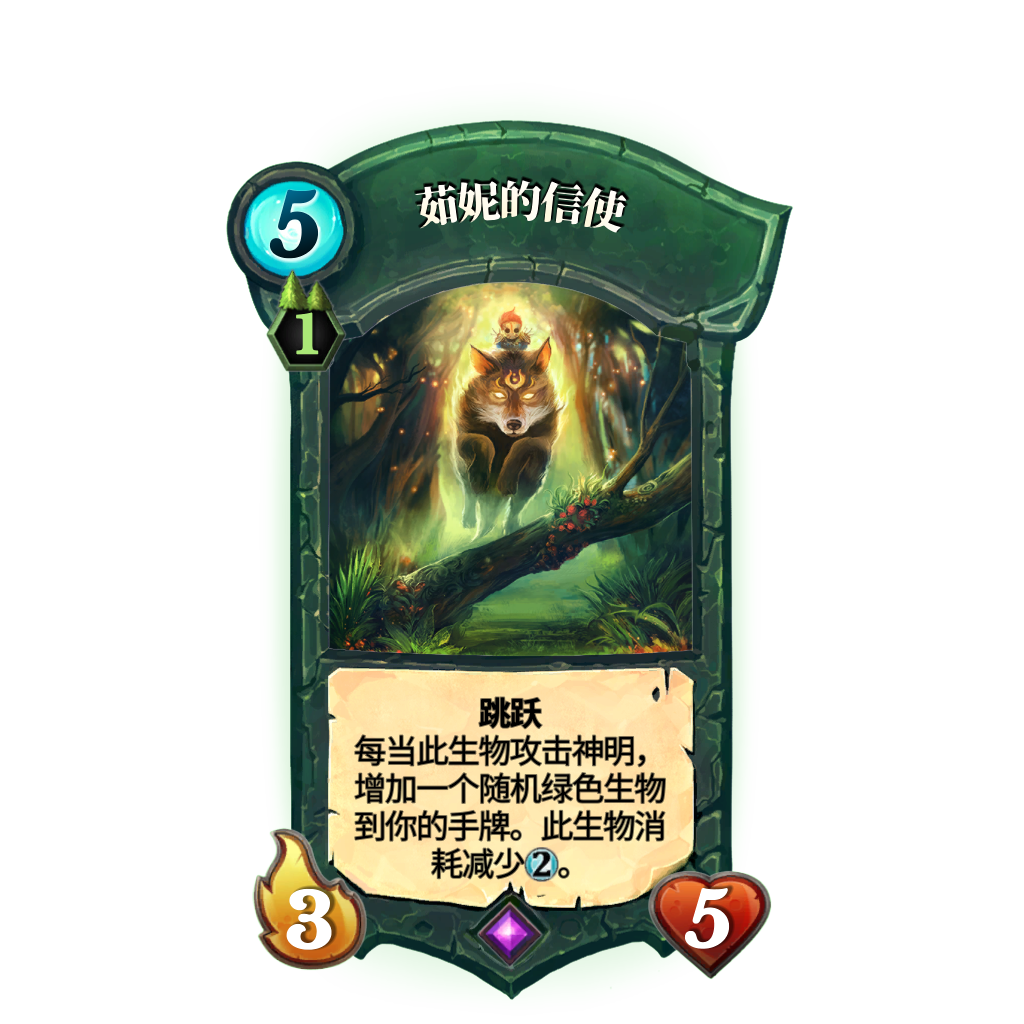 5
茹妮的信使
1
跳跃
每当此生物攻击神明，
增加一个随机绿色生物
到你的手牌。此生物消
耗减少2。
3
5